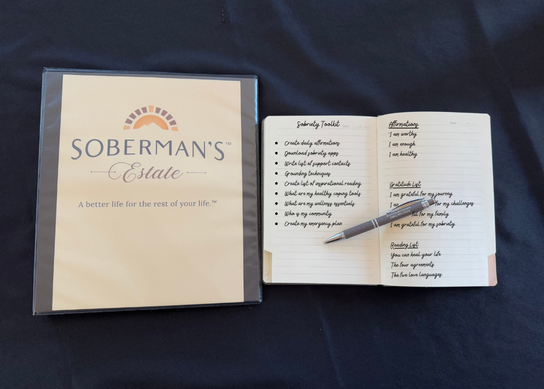 SOBERMAN'S™
Estate
A better life for the rest of your life.™
Sobriety Toolkit
• Create daily affirmations
• Download sobriety apps
• Write list of support contacts
• Grounding techniques
• Create list of inspirational reading
• What are my healthy coping tools
• What are my wellness essentials
• Who is my community
• Create my emergency plan
Affirmations
I am worthy
I am enough
I am healthy
Gratitude List
I am grateful for my journey
I am for my challenges
for my family
I am grateful for my sobriety
Reading List
You can heal your life
The four agreements
The five love languages